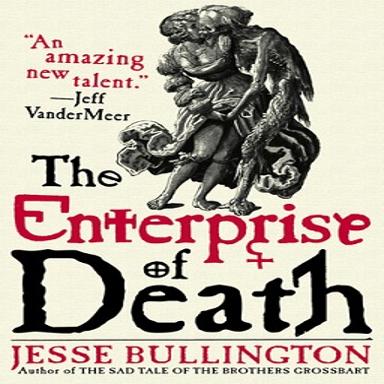 “An
amazing
new talent.”
—Jeff
VanderMeer
The
Enterprise
of
Death
JESSE BULLINGTON
Author of THE SAD TALE OF THE BROTHERS GROSSBART